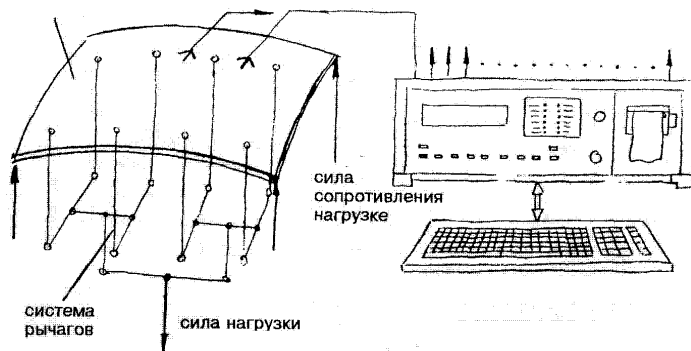 сила
сопротивления
нагрузке
система
рычагов
сила нагрузки